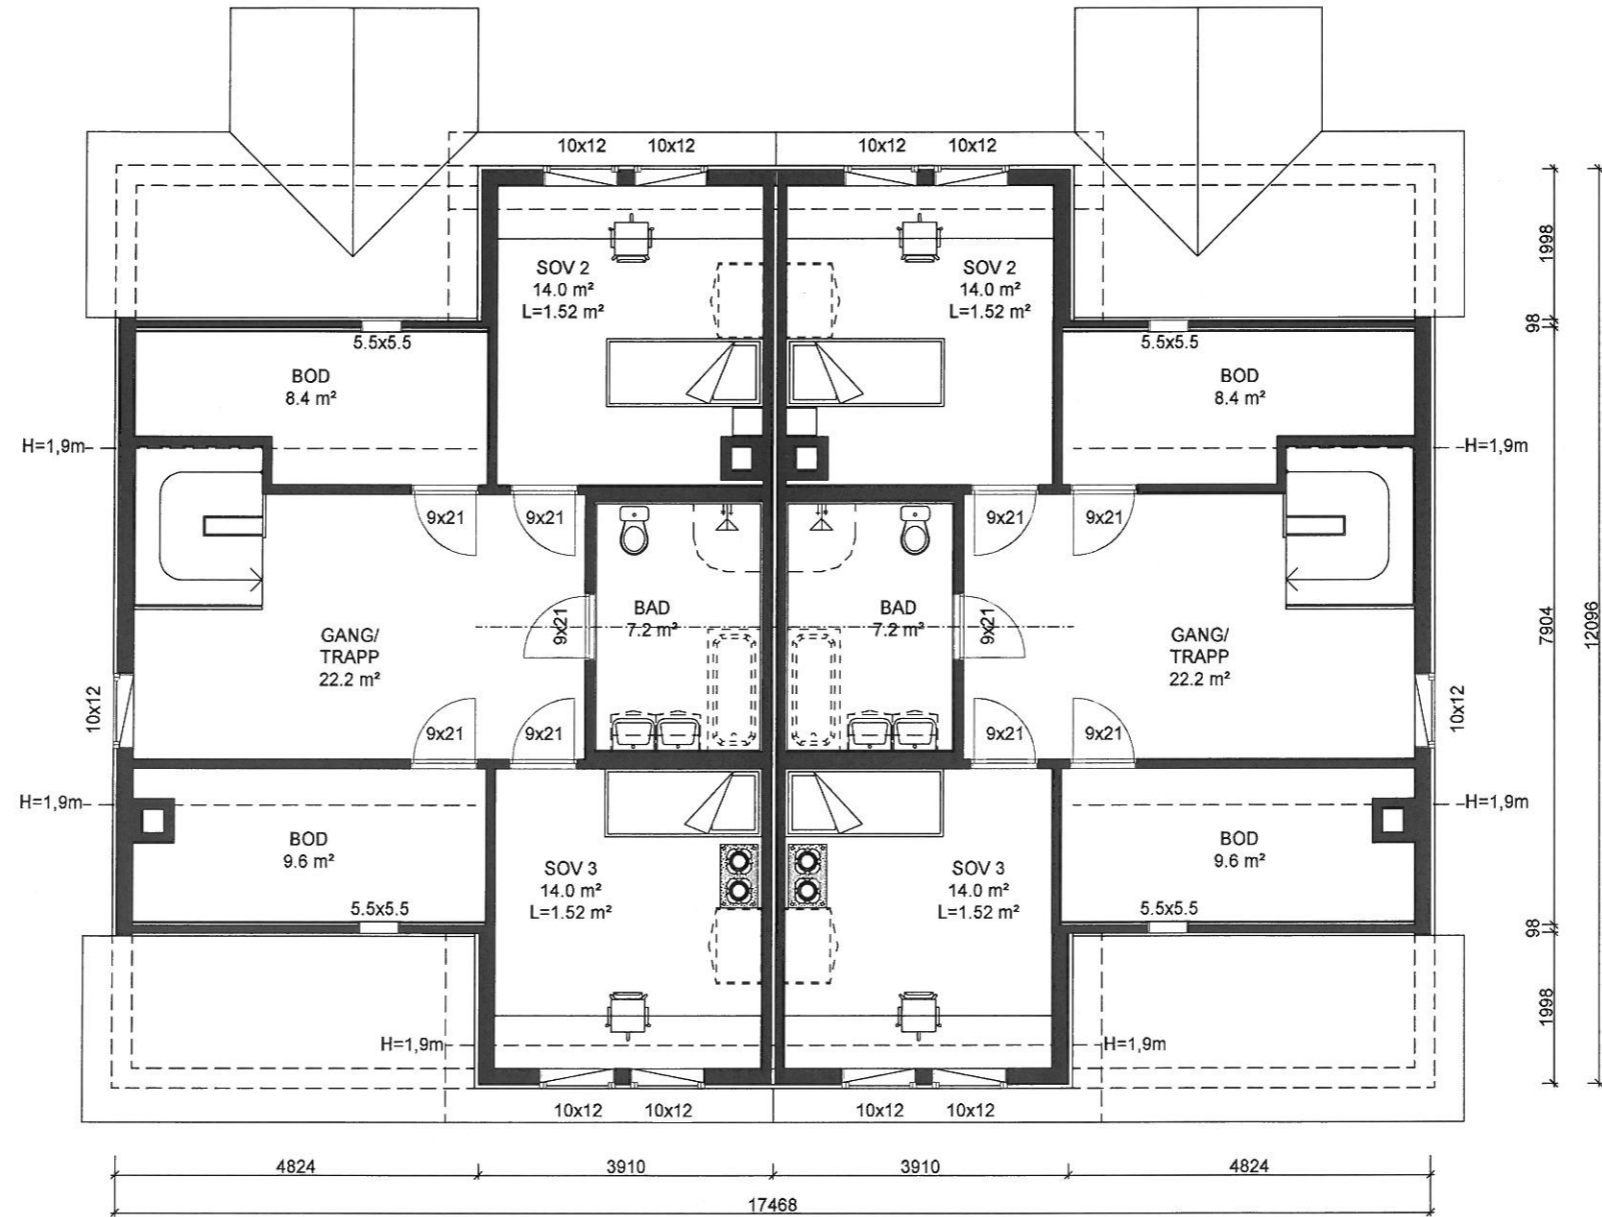 10x12 10x12 10x12 10x12
SOV 2
14.0 m²
L=1.52 m²
SOV 2
14.0 m²
L=1.52 m²
1998
98
5.5x5.5
5.5x5.5
BOD
8.4 m²
BOD
8.4 m²
H=1,9m
H=1,9m
9x21 9x21 9x21 9x21
GANG/
TRAPP
22.2 m²
9x21
BAD
7.2 m²
BAD
7.2 m²
9x21
GANG/
TRAPP
22.2 m²
7904
12096
10x12
10x12
9x21 9x21 9x21 9x21
H=1,9m
H=1,9m
BOD
9.6 m²
SOV 3
14.0 m²
L=1.52 m²
SOV 3
14.0 m²
L=1.52 m²
BOD
9.6 m²
5.5x5.5
5.5x5.5
98
1998
H=1,9m
H=1,9m
10x12 10x12 10x12 10x12
4824 3910 3910 4824
17468